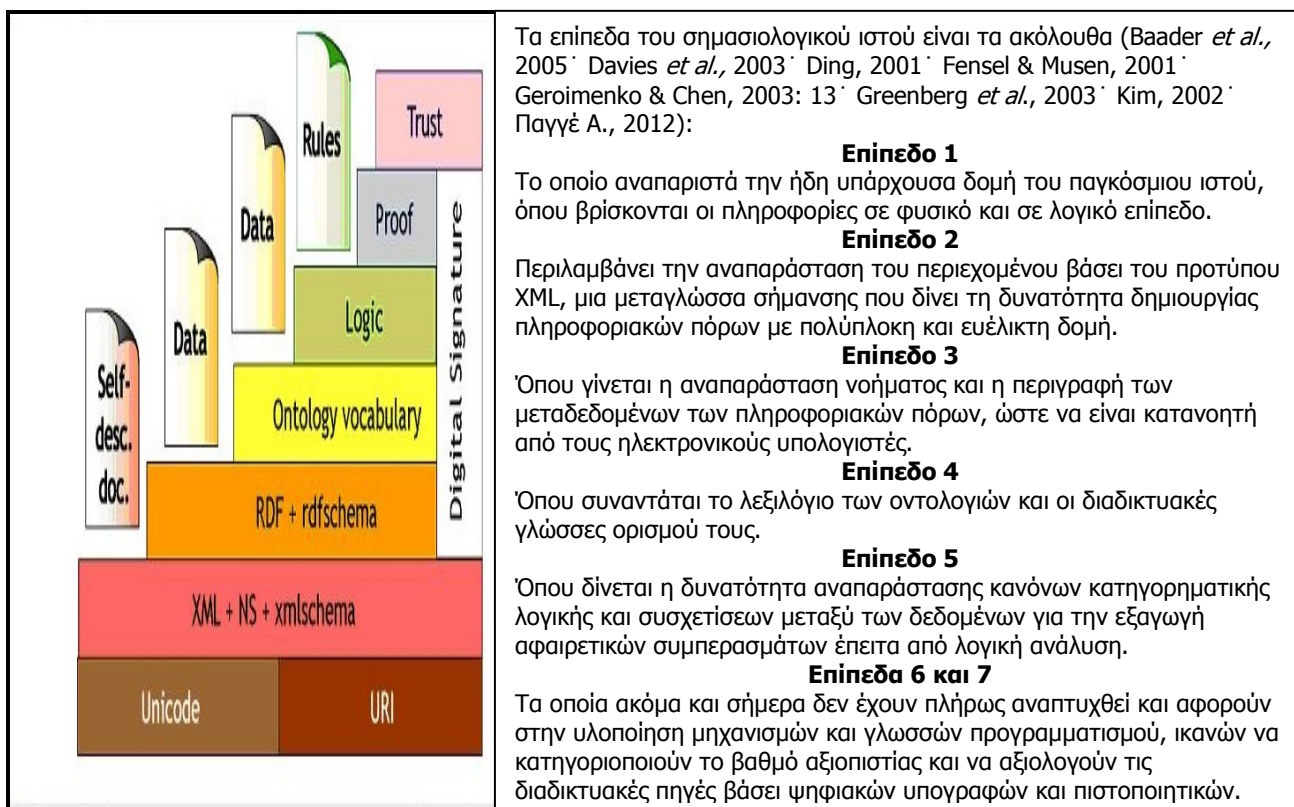 Trust
Rules
Proof
Data
Logic
Data
Ontology vocabulary
Self-
desc.
doc.
RDF + rdfschema
Digital Signature
XML + NS + xmlschema
Unicode
URI
Τα επίπεδα του σημασιολογικού ιστού είναι τα ακόλουθα (Baader et al.,
2005˙ Davies et al., 2003˙ Ding, 2001˙ Fensel & Musen, 2001˙
Geroimenko & Chen, 2003: 13˙ Greenberg et al., 2003˙ Kim, 2002˙
Παγγέ Α., 2012):
Επίπεδο 1
Το οποίο αναπαριστά την ήδη υπάρχουσα δομή του παγκόσμιου ιστού,
όπου βρίσκονται οι πληροφορίες σε φυσικό και σε λογικό επίπεδο.
Επίπεδο 2
Περιλαμβάνει την αναπαράσταση του περιεχομένου βάσει του προτύπου
XML, μια μεταγλώσσα σήμανσης που δίνει τη δυνατότητα δημιουργίας
πληροφοριακών πόρων με πολύπλοκη και ευέλικτη δομή.
Επίπεδο 3
Όπου γίνεται η αναπαράσταση νοήματος και η περιγραφή των
μεταδεδομένων των πληροφοριακών πόρων, ώστε να είναι κατανοητή
από τους ηλεκτρονικούς υπολογιστές.
Επίπεδο 4
Όπου συναντάται το λεξιλόγιο των οντολογιών και οι διαδικτυακές
γλώσσες ορισμού τους.
Επίπεδο 5
Όπου δίνεται η δυνατότητα αναπαράστασης κανόνων κατηγορηματικής
λογικής και συσχετίσεων μεταξύ των δεδομένων για την εξαγωγή
αφαιρετικών συμπερασμάτων έπειτα από λογική ανάλυση.
Επίπεδα 6 και 7
Τα οποία ακόμα και σήμερα δεν έχουν πλήρως αναπτυχθεί και αφορούν
στην υλοποίηση μηχανισμών και γλωσσών προγραμματισμού, ικανών να
κατηγοριοποιούν το βαθμό αξιοπιστίας και να αξιολογούν τις
διαδικτυακές πηγές βάσει ψηφιακών υπογραφών και πιστοποιητικών.